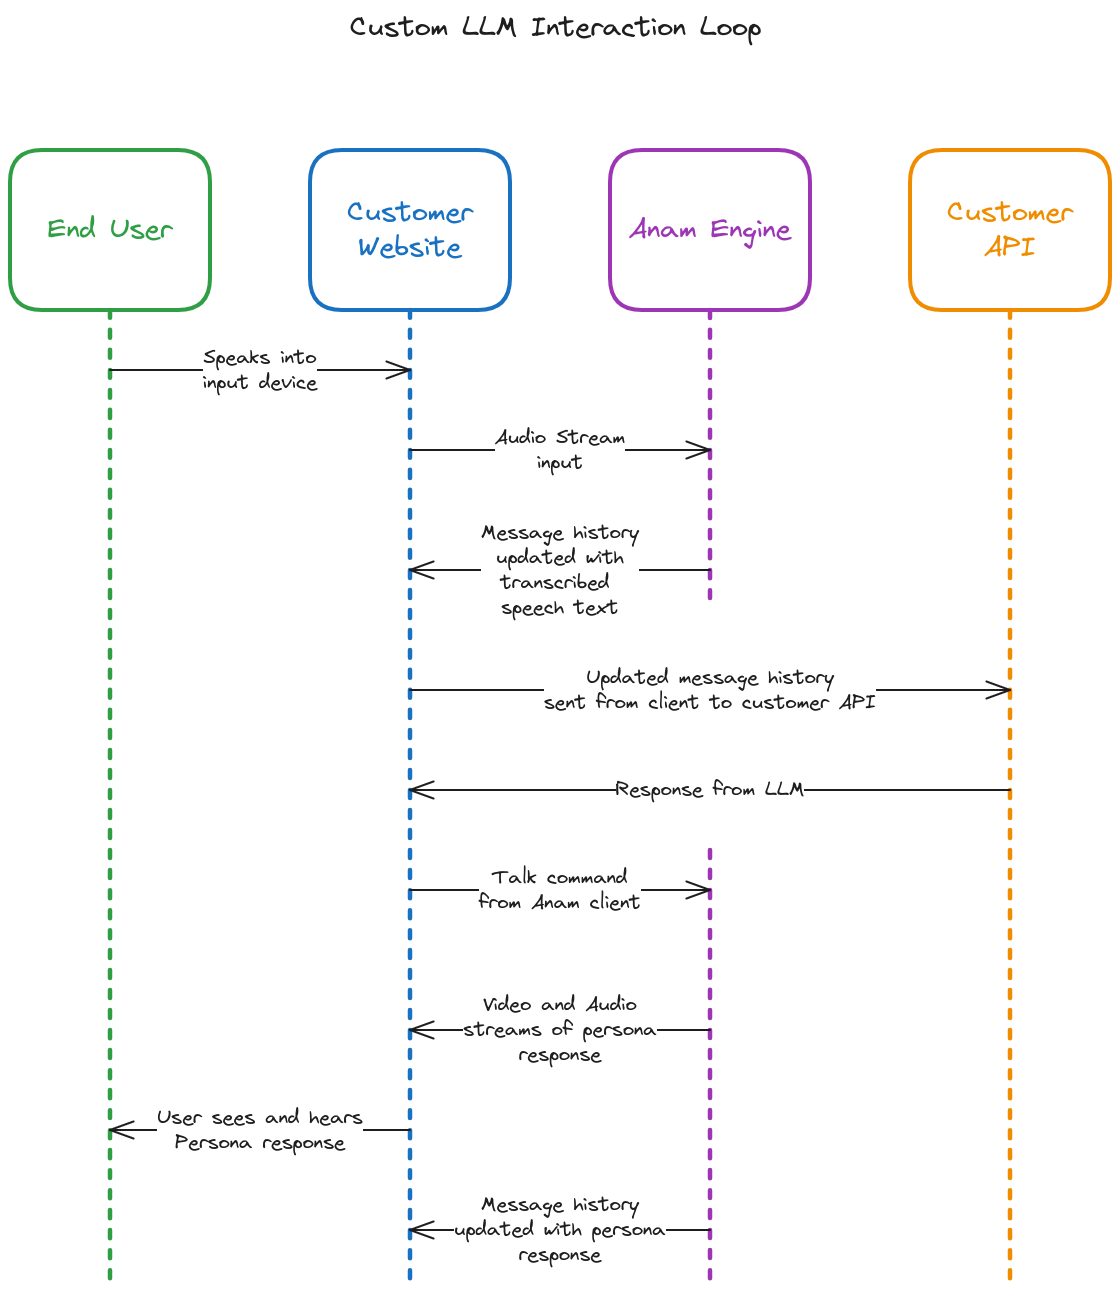 Custom LLM Interaction Loop
End User
Customer
Website
Anam Engine
Customer
API
Speaks into
input device
Audio Stream
input
Message history
updated with
transcribed
speech text
Updated message history
sent from client to customer API
Response from LLM
Talk command
from Anam client
Video and Audio
streams of persona
response
User sees and hears
Persona response
Message history
updated with persona
response